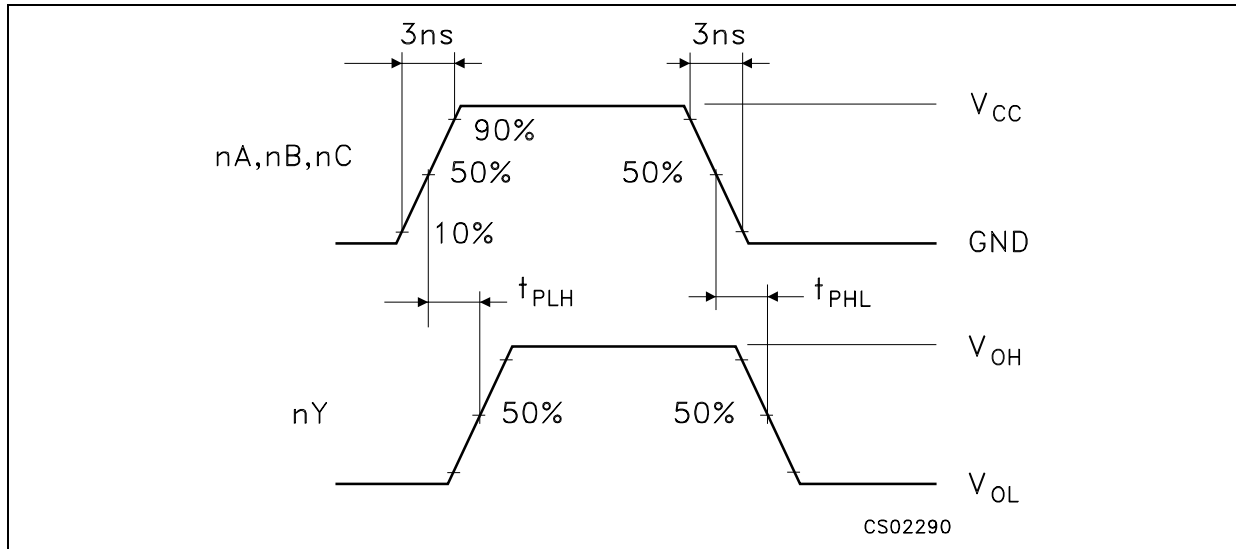 3ns 3ns
V_CC
90%
nA,nB,nC 50% 50%
10% GND
t_PLH t_PHL
V_OH
nY 50% 50%
V_OL
CS02290